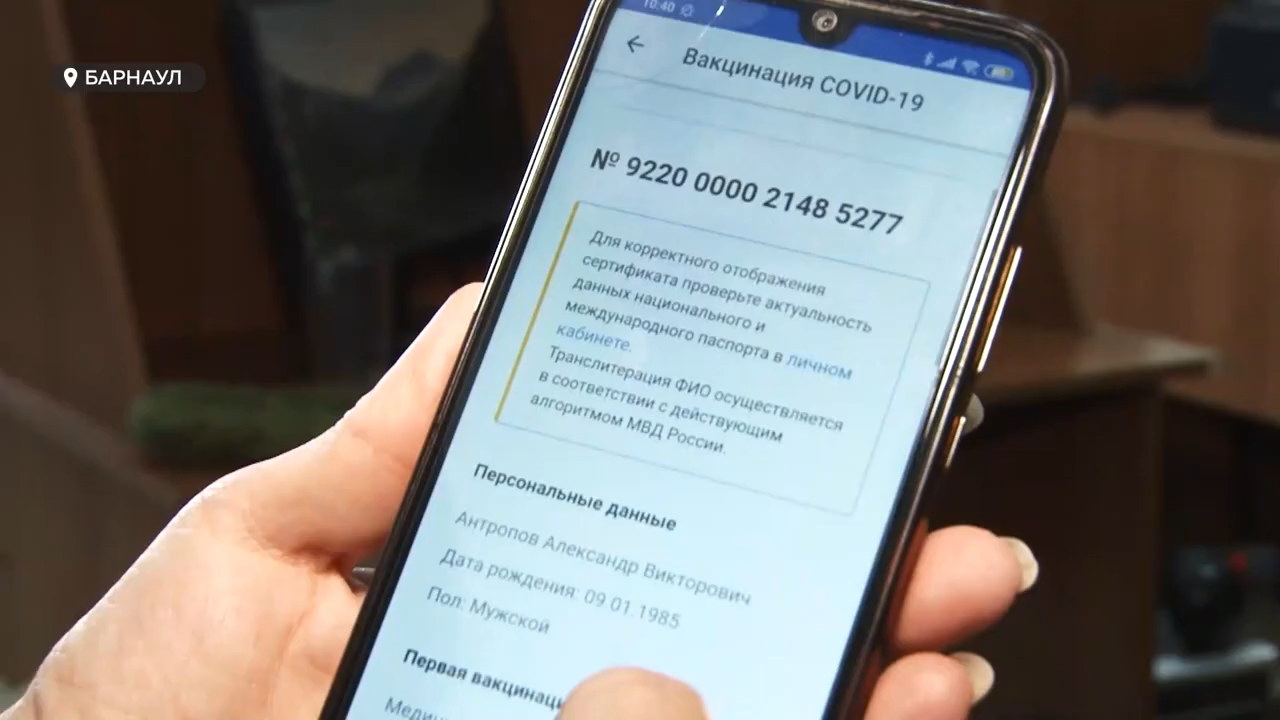 БАРНАУЛ
10:40
Вакцинация COVID-19
№ 9220 0000 2148 5277
Для корректного отображения
сертификата проверьте актуальность
данных национального и
международного паспорта в личном
кабинете.
Транслитерация ФИО осуществляется
в соответствии с действующим
алгоритмом МВД России.
Персональные данные
Антропов Александр Викторович
Дата рождения: 09.01.1985
Пол: Мужской
Первая